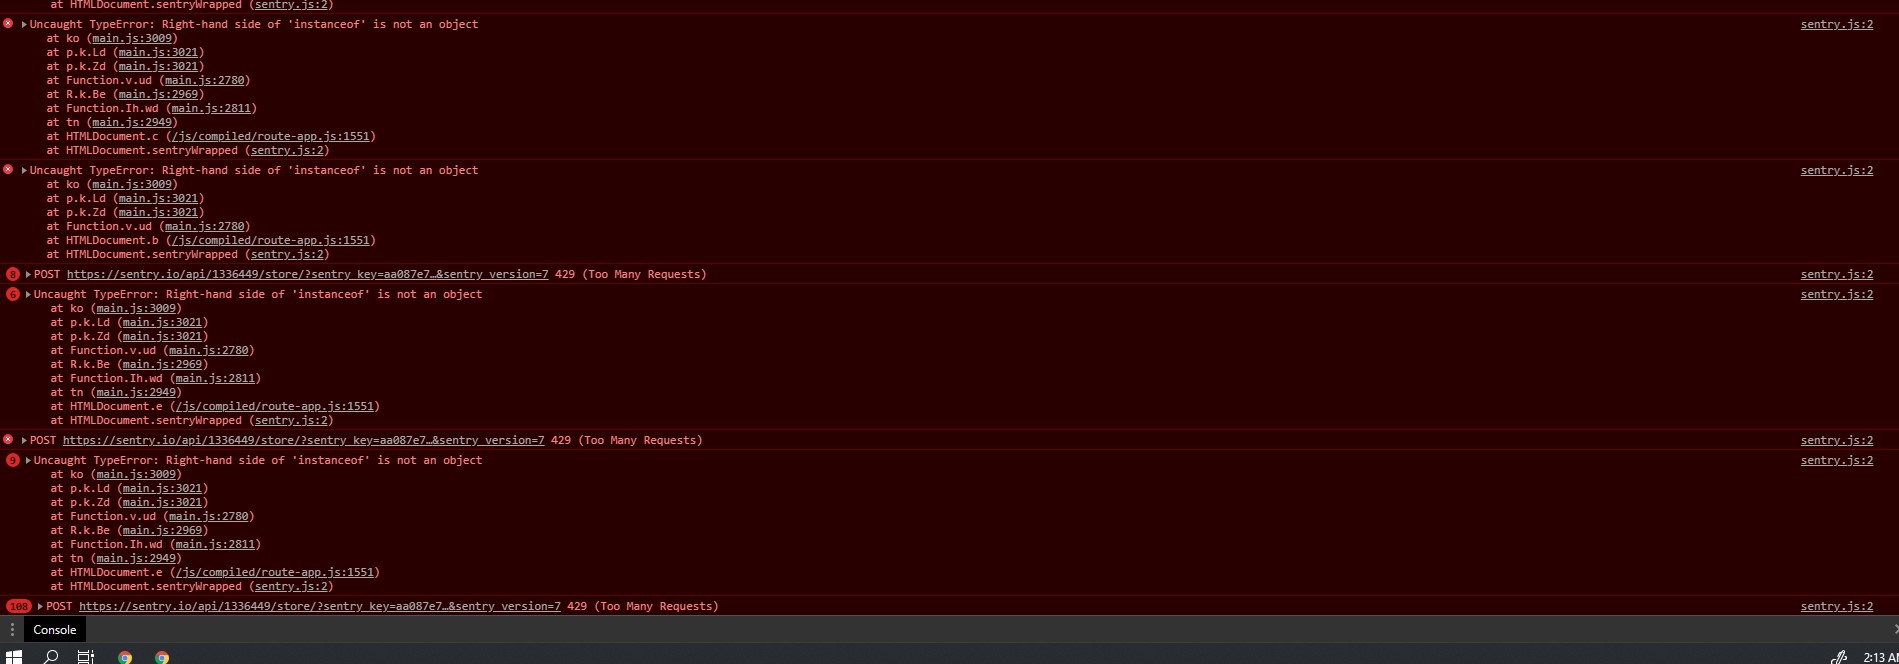 at HTMLDocument.sentryWrapped (sentry.js:2)
Uncaught TypeError: Right-hand side of 'instanceof' is not an object sentry.js:2
at ko (main.js:3009)
at p.k.Ld (main.js:3021)
at p.k.Zd (main.js:3021)
at Function.v.ud (main.js:2780)
at R.k.Be (main.js:2969)
at Function.Ih.wd (main.js:2811)
at tn (main.js:2949)
at HTMLDocument.c (/js/compiled/route-app.js:1551)
at HTMLDocument.sentryWrapped (sentry.js:2)
Uncaught TypeError: Right-hand side of 'instanceof' is not an object sentry.js:2
at ko (main.js:3009)
at p.k.Ld (main.js:3021)
at p.k.Zd (main.js:3021)
at Function.v.ud (main.js:2780)
at HTMLDocument.b (/js/compiled/route-app.js:1551)
at HTMLDocument.sentryWrapped (sentry.js:2)
8 POST https://sentry.io/api/1336449/store/?sentry_key=aa087e7…&sentry_version=7 429 (Too Many Requests) sentry.js:2
6 Uncaught TypeError: Right-hand side of 'instanceof' is not an object sentry.js:2
at ko (main.js:3009)
at p.k.Ld (main.js:3021)
at p.k.Zd (main.js:3021)
at Function.v.ud (main.js:2780)
at R.k.Be (main.js:2969)
at Function.Ih.wd (main.js:2811)
at tn (main.js:2949)
at HTMLDocument.e (/js/compiled/route-app.js:1551)
at HTMLDocument.sentryWrapped (sentry.js:2)
POST https://sentry.io/api/1336449/store/?sentry_key=aa087e7…&sentry_version=7 429 (Too Many Requests) sentry.js:2
9 Uncaught TypeError: Right-hand side of 'instanceof' is not an object sentry.js:2
at ko (main.js:3009)
at p.k.Ld (main.js:3021)
at p.k.Zd (main.js:3021)
at Function.v.ud (main.js:2780)
at R.k.Be (main.js:2969)
at Function.Ih.wd (main.js:2811)
at tn (main.js:2949)
at HTMLDocument.e (/js/compiled/route-app.js:1551)
at HTMLDocument.sentryWrapped (sentry.js:2)
108 POST https://sentry.io/api/1336449/store/?sentry_key=aa087e7…&sentry_version=7 429 (Too Many Requests) sentry.js:2
Console
2:13 AM